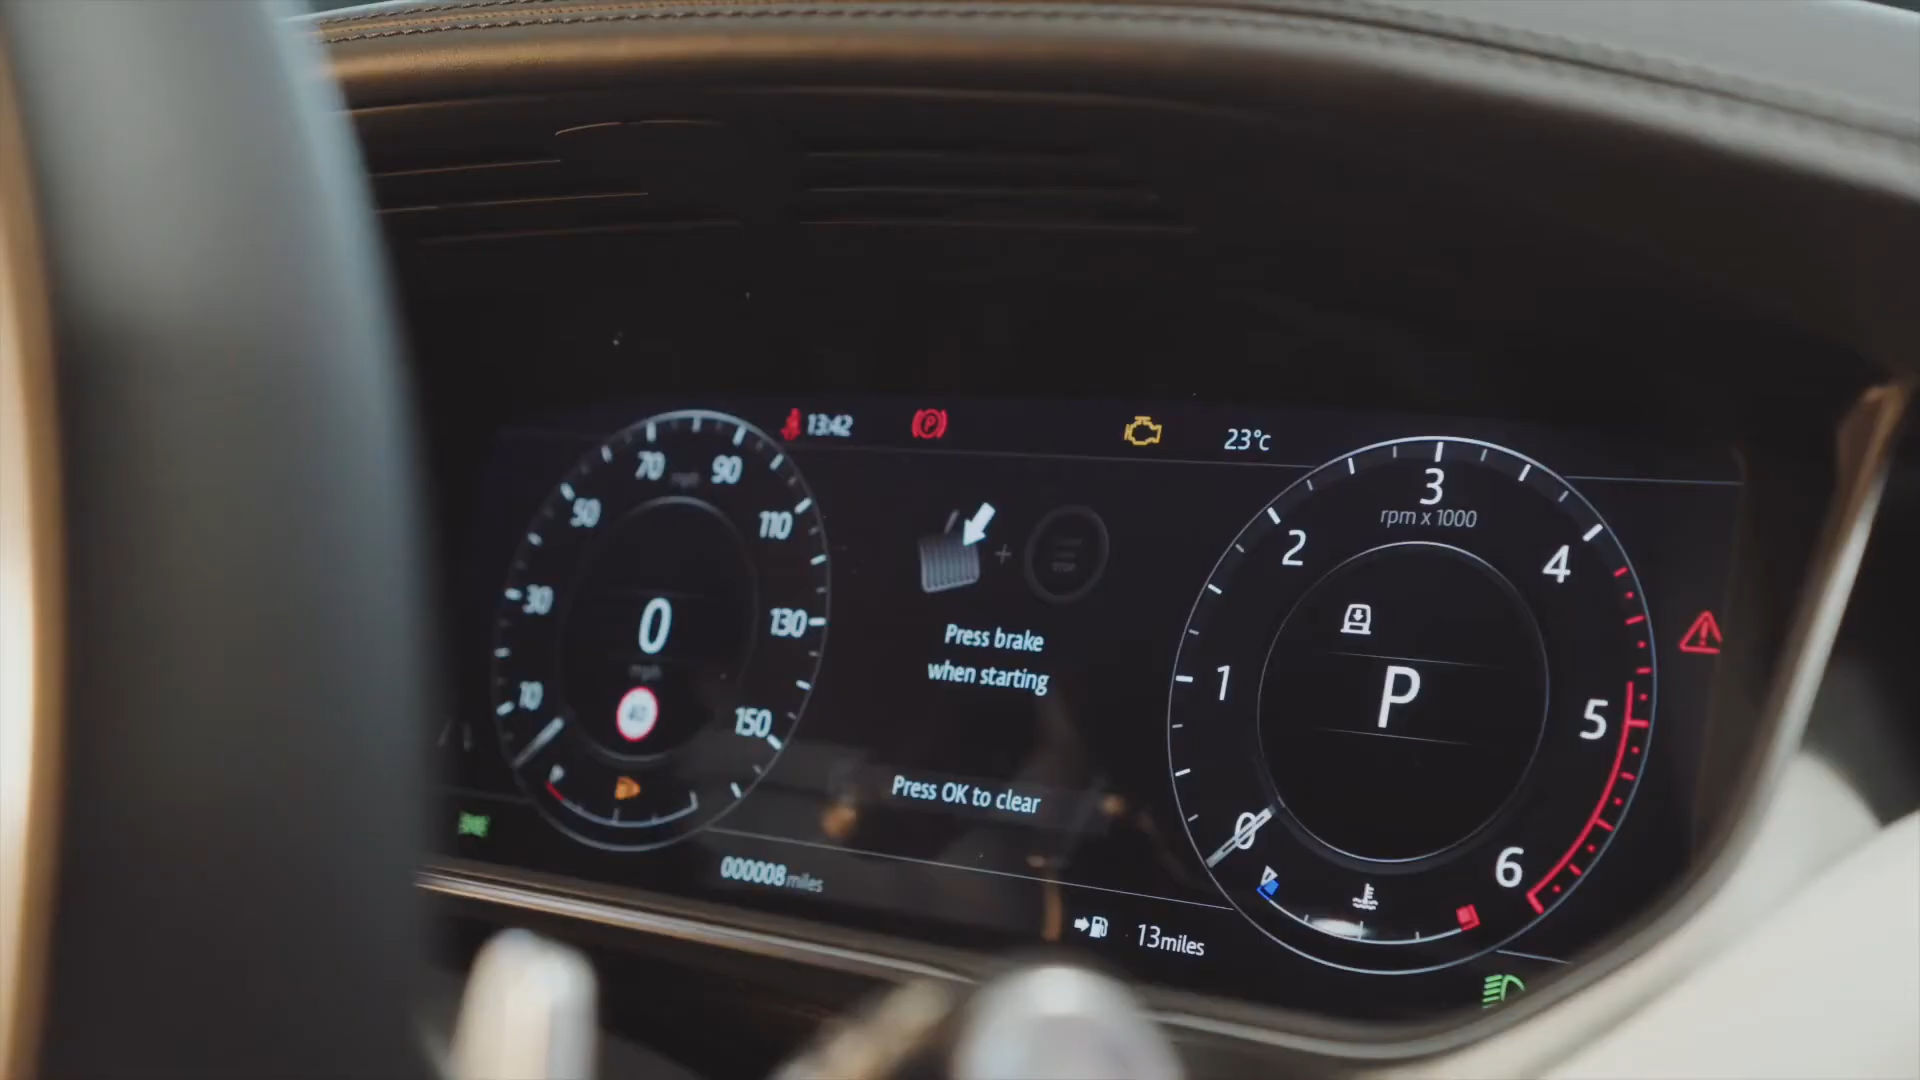 13:42
23°c
70
90
50
110
30
130
10
150
0
mph
Press brake
when starting
Press OK to clear
000008 miles
13miles
3
rpm x 1000
2
4
1
5
0
6
P